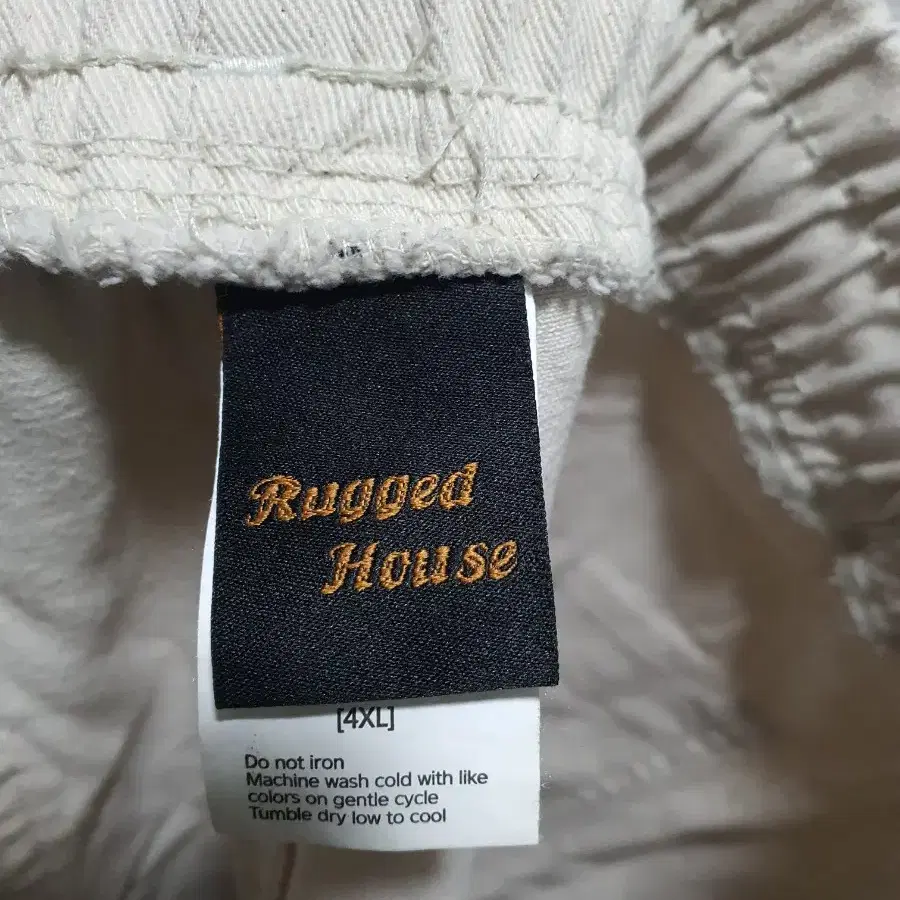 Rugged
House
[4XL]
Do not iron
Machine wash cold with like
colors on gentle cycle
Tumble dry low to cool